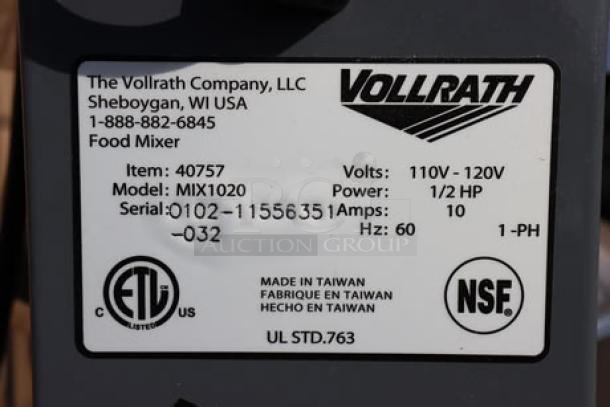 The Vollrath Company, LLC
Sheboygan, WI USA
1-888-882-6845
Food Mixer
VOLLRATH
Item: 40757
Model: MIX1020
Serial: 0102-11556351
-032
Volts: 110V - 120V
Power: 1/2 HP
Amps: 10
Hz: 60 1-PH
AUCTION GROUP
C ETL US
LISTED
MADE IN TAIWAN
FABRIQUE EN TAIWAN
HECHO EN TAIWAN
UL STD.763
NSF